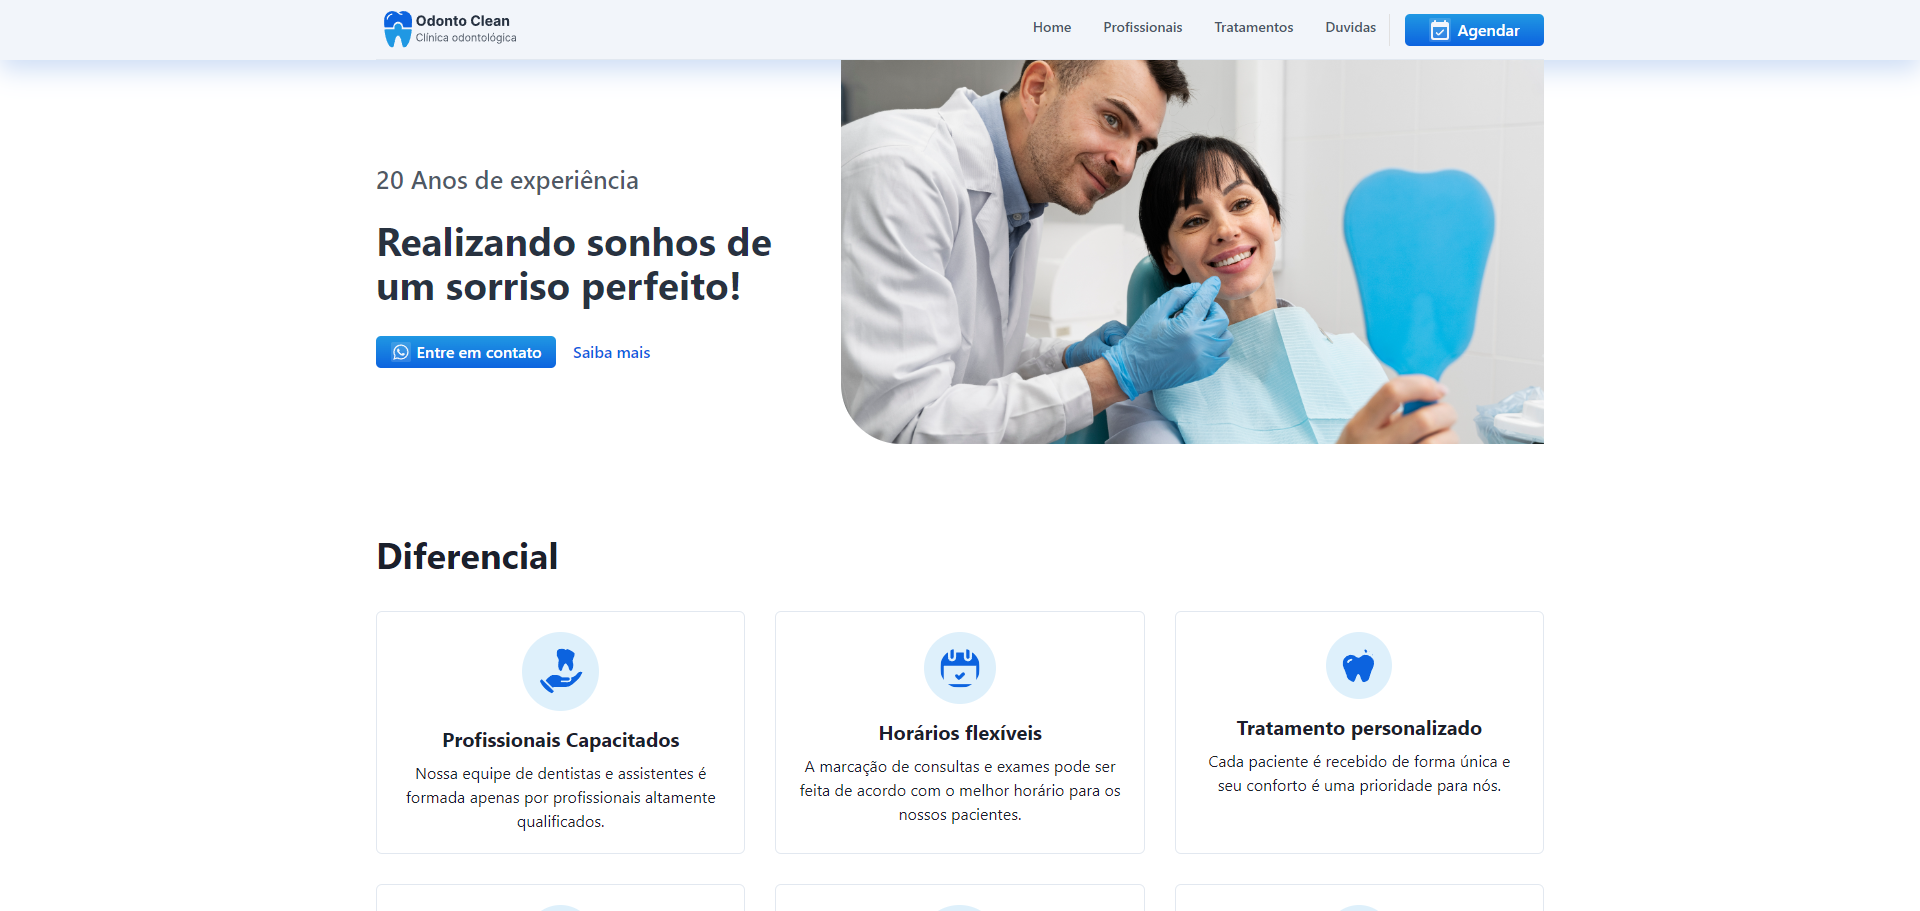 Odonto Clean
Clínica odontológica
Home
Profissionais
Tratamentos
Duvidas
Agendar
20 Anos de experiência
Realizando sonhos de
um sorriso perfeito!
Entre em contato
Saiba mais
Diferencial
Profissionais Capacitados
Nossa equipe de dentistas e assistentes é
formada apenas por profissionais altamente
qualificados.
Horários flexíveis
A marcação de consultas e exames pode ser
feita de acordo com o melhor horário para os
nossos pacientes.
Tratamento personalizado
Cada paciente é recebido de forma única e
seu conforto é uma prioridade para nós.